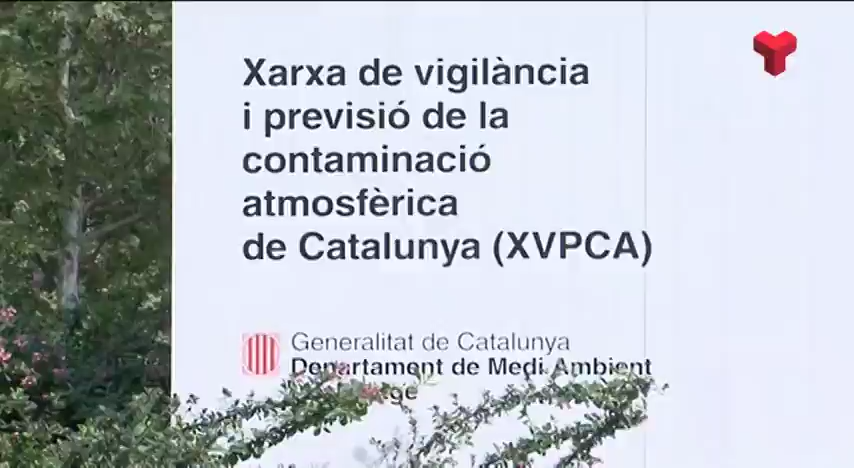 Xarxa de vigilància
i previsió de la
contaminació
atmosfèrica
de Catalunya (XVPCA)
Generalitat de Catalunya
Departament de Medi Ambient